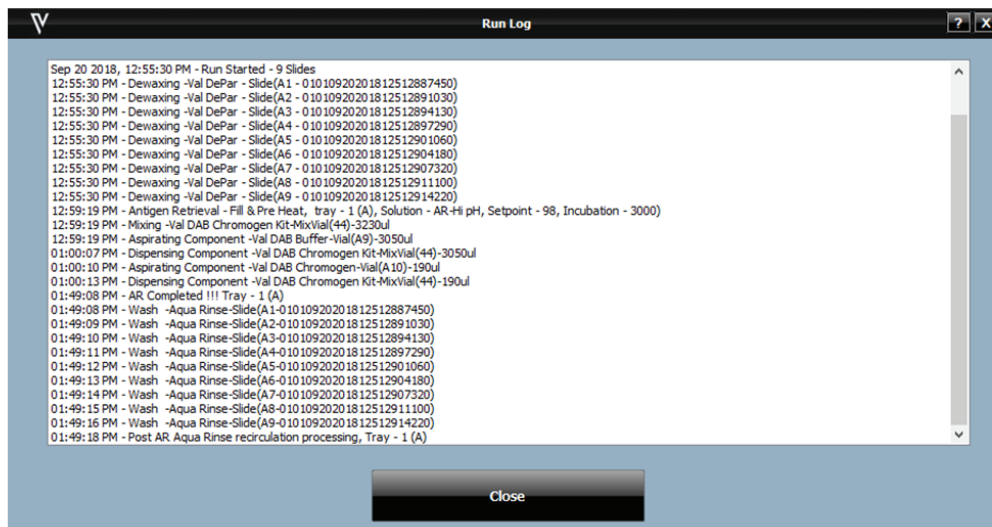 Run Log
? X
Sep 20 2018, 12:55:30 PM - Run Started - 9 Slides
12:55:30 PM - Dewaxing -Val DePar - Slide(A1 - 01010920201812512887450)
12:55:30 PM - Dewaxing -Val DePar - Slide(A2 - 01010920201812512891030)
12:55:30 PM - Dewaxing -Val DePar - Slide(A3 - 01010920201812512894130)
12:55:30 PM - Dewaxing -Val DePar - Slide(A4 - 01010920201812512897290)
12:55:30 PM - Dewaxing -Val DePar - Slide(A5 - 01010920201812512901060)
12:55:30 PM - Dewaxing -Val DePar - Slide(A6 - 01010920201812512904180)
12:55:30 PM - Dewaxing -Val DePar - Slide(A7 - 01010920201812512907320)
12:55:30 PM - Dewaxing -Val DePar - Slide(A8 - 01010920201812512911100)
12:55:30 PM - Dewaxing -Val DePar - Slide(A9 - 01010920201812512914220)
12:59:19 PM - Antigen Retrieval - Fill & Pre Heat, tray - 1 (A), Solution - AR-Hi pH, Setpoint - 98, Incubation - 3000)
12:59:19 PM - Mixing -Val DAB Chromogen Kit-MixVial(44)-3230ul
12:59:19 PM - Aspirating Component -Val DAB Buffer-Vial(A9)-3050ul
01:00:07 PM - Dispensing Component -Val DAB Chromogen Kit-MixVial(44)-3050ul
01:00:10 PM - Aspirating Component -Val DAB Chromogen-Vial(A10)-190ul
01:00:13 PM - Dispensing Component -Val DAB Chromogen Kit-MixVial(44)-190ul
01:49:08 PM - AR Completed !!! Tray - 1 (A)
01:49:08 PM - Wash -Aqua Rinse-Slide(A1-01010920201812512887450)
01:49:09 PM - Wash -Aqua Rinse-Slide(A2-01010920201812512891030)
01:49:10 PM - Wash -Aqua Rinse-Slide(A3-01010920201812512894130)
01:49:11 PM - Wash -Aqua Rinse-Slide(A4-01010920201812512897290)
01:49:12 PM - Wash -Aqua Rinse-Slide(A5-01010920201812512901060)
01:49:13 PM - Wash -Aqua Rinse-Slide(A6-01010920201812512904180)
01:49:14 PM - Wash -Aqua Rinse-Slide(A7-01010920201812512907320)
01:49:15 PM - Wash -Aqua Rinse-Slide(A8-01010920201812512911100)
01:49:16 PM - Wash -Aqua Rinse-Slide(A9-01010920201812512914220)
01:49:18 PM - Post AR Aqua Rinse recirculation processing, Tray - 1 (A)
Close